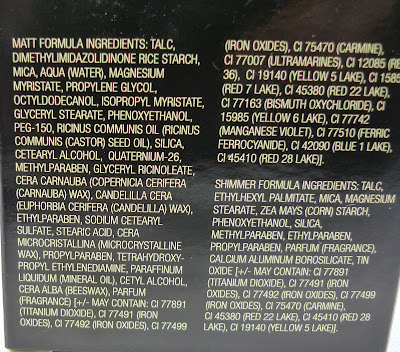 MATT FORMULA INGREDIENTS: TALC,
DIMETHYLIMIDAZOLIDINONE RICE STARCH,
MICA, AQUA (WATER), MAGNESIUM
MYRISTATE, PROPYLENE GLYCOL,
OCTYLDODECANOL, ISOPROPYL MYRISTATE,
GLYCERYL STEARATE, PHENOXYETHANOL,
PEG-150, RICINUS COMMUNIS OIL (RICINUS
COMMUNIS (CASTOR) SEED OIL), SILICA,
CETEARYL ALCOHOL, QUATERNIUM-26,
METHYLPARABEN, GLYCERYL RICINOLEATE,
CERA CARNAUBA (COPERNICIA CERIFERA
(CARNAUBA) WAX), CANDELILLA CERA
(EUPHORBIA CERIFERA (CANDELILLA) WAX),
ETHYLPARABEN, SODIUM CETEARYL
SULFATE, STEARIC ACID, CERA
MICROCRISTALLINA (MICROCRYSTALLINE
WAX), PROPYLPARABEN, TETRAHYDROXY-
PROPYL ETHYLENEDIAMINE, PARAFFINUM
LIQUIDUM (MINERAL OIL), CETYL ALCOHOL,
CERA ALBA (BEESWAX), PARFUM
(FRAGRANCE) [+/- MAY CONTAIN: CI 77891
(TITANIUM DIOXIDE), CI 77491 (IRON
OXIDES), CI 77492 (IRON OXIDES), CI 77499
(IRON OXIDES), CI 75470 (CARMINE),
CI 77007 (ULTRAMARINES), CI 12085 (RE
36), CI 19140 (YELLOW 5 LAKE), CI 1585
(RED 7 LAKE), CI 45380 (RED 22 LAKE),
CI 77163 (BISMUTH OXYCHLORIDE), CI
15985 (YELLOW 6 LAKE), CI 77742
(MANGANESE VIOLET), CI 77510 (FERRIC
FERROCYANIDE), CI 42090 (BLUE 1 LAKE),
CI 45410 (RED 28 LAKE)].
SHIMMER FORMULA INGREDIENTS: TALC,
ETHYLHEXYL PALMITATE, MICA, MAGNESIUM
STEARATE, ZEA MAYS (CORN) STARCH,
PHENOXYETHANOL, SILICA,
METHYLPARABEN, ETHYLPARABEN,
PROPYLPARABEN, PARFUM (FRAGRANCE),
CALCIUM ALUMINUM BOROSILICATE, TIN
OXIDE [+/- MAY CONTAIN: CI 77891
(TITANIUM DIOXIDE), CI 77491 (IRON
OXIDES), CI 77492 (IRON OXIDES), CI 77499
(IRON OXIDES), CI 75470 (CARMINE),
CI 45380 (RED 22 LAKE), CI 45410 (RED 28
LAKE), CI 19140 (YELLOW 5 LAKE)].